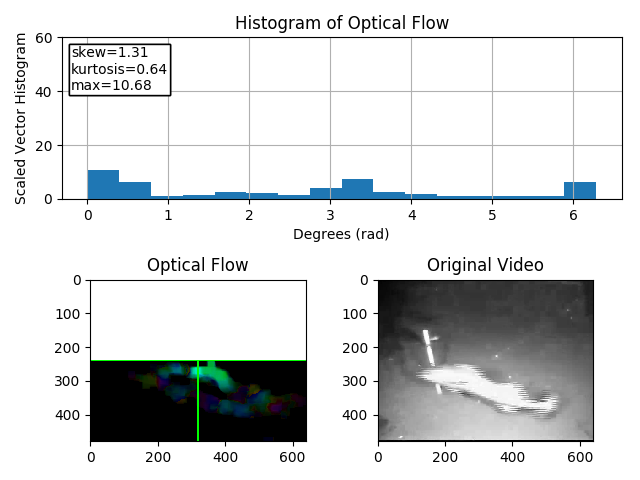 Histogram of Optical Flow
60
skew=1.31
kurtosis=0.64
max=10.68
40
20
0
Scaled Vector Histogram
0 1 2 3 4 5 6
Degrees (rad)
Optical Flow
0
100
200
300
400
0 200 400 600
Original Video
0
100
200
300
400
0 200 400 600